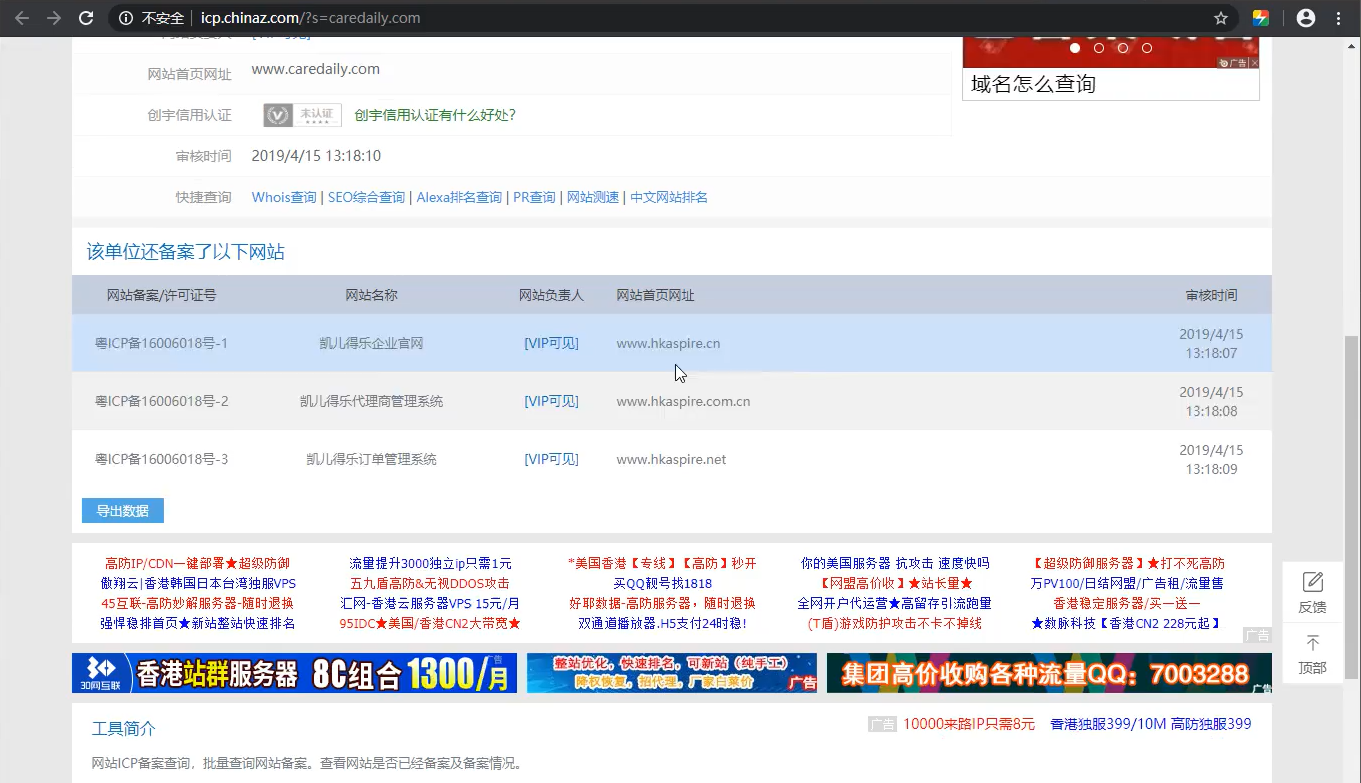 不安全 icp.chinaz.com/?s=caredaily.com
网站首页网址 www.caredaily.com
广告
域名怎么查询
创宇信用认证 未认证 创宇信用认证有什么好处？
审核时间 2019/4/15 13:18:10
快捷查询 Whois查询 | SEO综合查询 | Alexa排名查询 | PR查询 | 网站测速 | 中文网站排名
该单位还备案了以下网站
网站备案/许可证号 网站名称 网站负责人 网站首页网址 审核时间
粤ICP备16006018号-1 凯儿得乐企业官网 [VIP可见] www.hkaspire.cn 2019/4/15 13:18:07
粤ICP备16006018号-2 凯儿得乐代理商管理系统 [VIP可见] www.hkaspire.com.cn 2019/4/15 13:18:08
粤ICP备16006018号-3 凯儿得乐订单管理系统 [VIP可见] www.hkaspire.net 2019/4/15 13:18:09
导出数据
高防IP/CDN一键部署★超级防御 流量提升3000独立ip只需1元 *美国香港【专线】【高防】秒开 你的美国服务器 抗攻击 速度快吗 【超级防御服务器】★打不死高防
傲翔云|香港韩国日本台湾独服VPS 五九盾高防&无视DDOS攻击 买QQ靓号找1818 【网盟高价收】★站长量★ 万PV100/日结网盟/广告租/流量售
45互联-高防妙解服务器-随时退换 汇网-香港云服务器VPS 15元/月 好耶数据-高防服务器，随时退换 全网开户代运营★高留存引流跑量 香港稳定服务器/买一送一
强悍稳排首页★新站整站快速排名 95IDC★美国/香港CN2大带宽★ 双通道播放器.H5支付24时稳! (T盾)游戏防护攻击不卡不掉线 ★数脉科技【香港CN2 228元起】
广告
反馈
顶部
30网互联 香港站群服务器 8C组合1300/月 广告
整站优化，快速排名，可新站（纯手工）
降权恢复，招代理，厂家白菜价 广告
集团高价收购各种流量QQ：7003288 广告
工具简介
广告 10000来路IP只需8元 香港独服399/10M 高防独服399
网站ICP备案查询，批量查询网站备案。查看网站是否已经备案及备案情况。